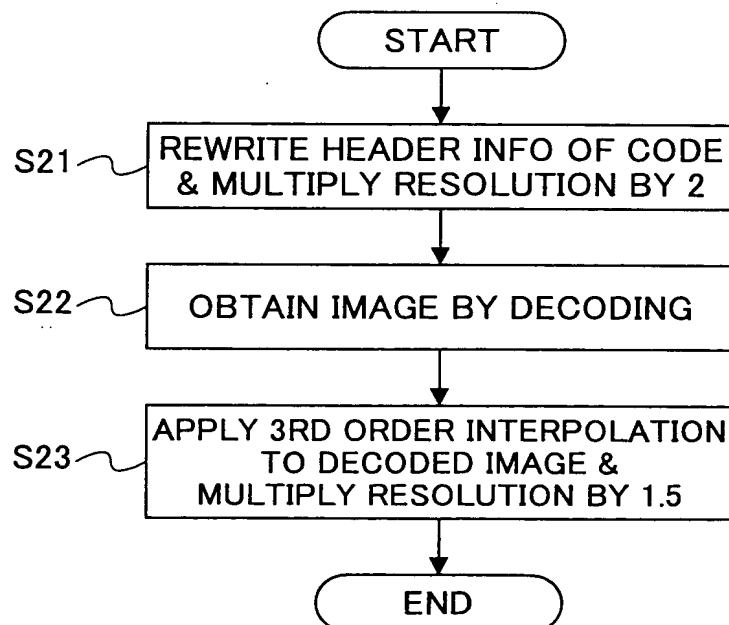 START
S21
REWRITE HEADER INFO OF CODE
& MULTIPLY RESOLUTION BY 2
S22
OBTAIN IMAGE BY DECODING
S23
APPLY 3RD ORDER INTERPOLATION
TO DECODED IMAGE &
MULTIPLY RESOLUTION BY 1.5
END